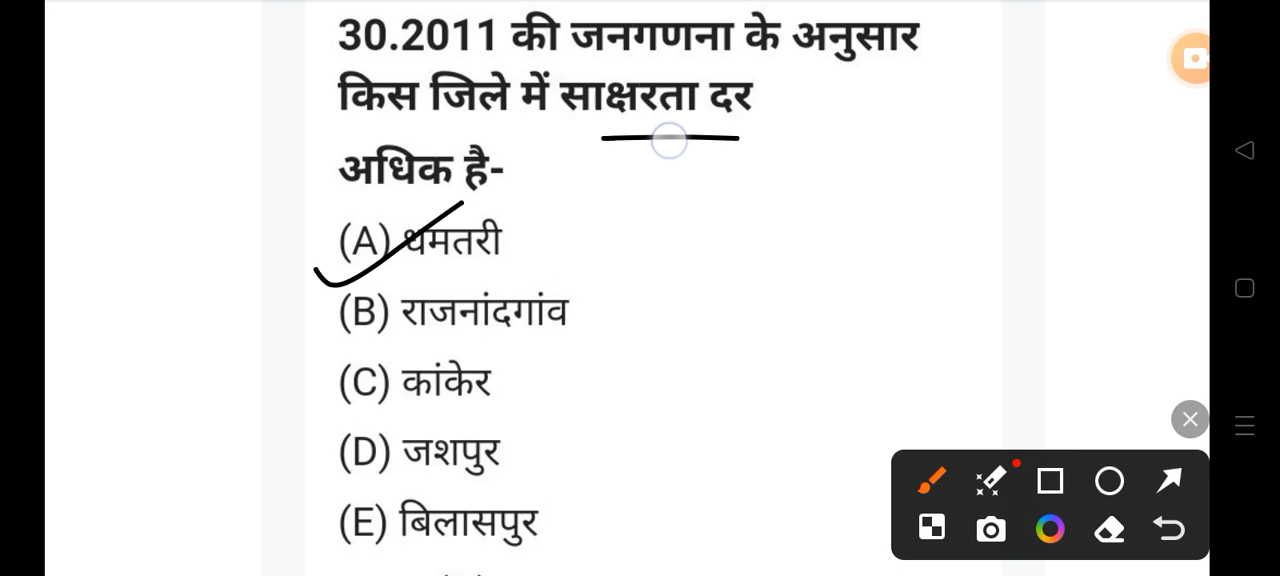 30.2011 की जनगणना के अनुसार
किस जिले में साक्षरता दर
अधिक है-
(A) धमतरी
(B) राजनांदगांव
(C) कांकेर
(D) जशपुर
(E) बिलासपुर